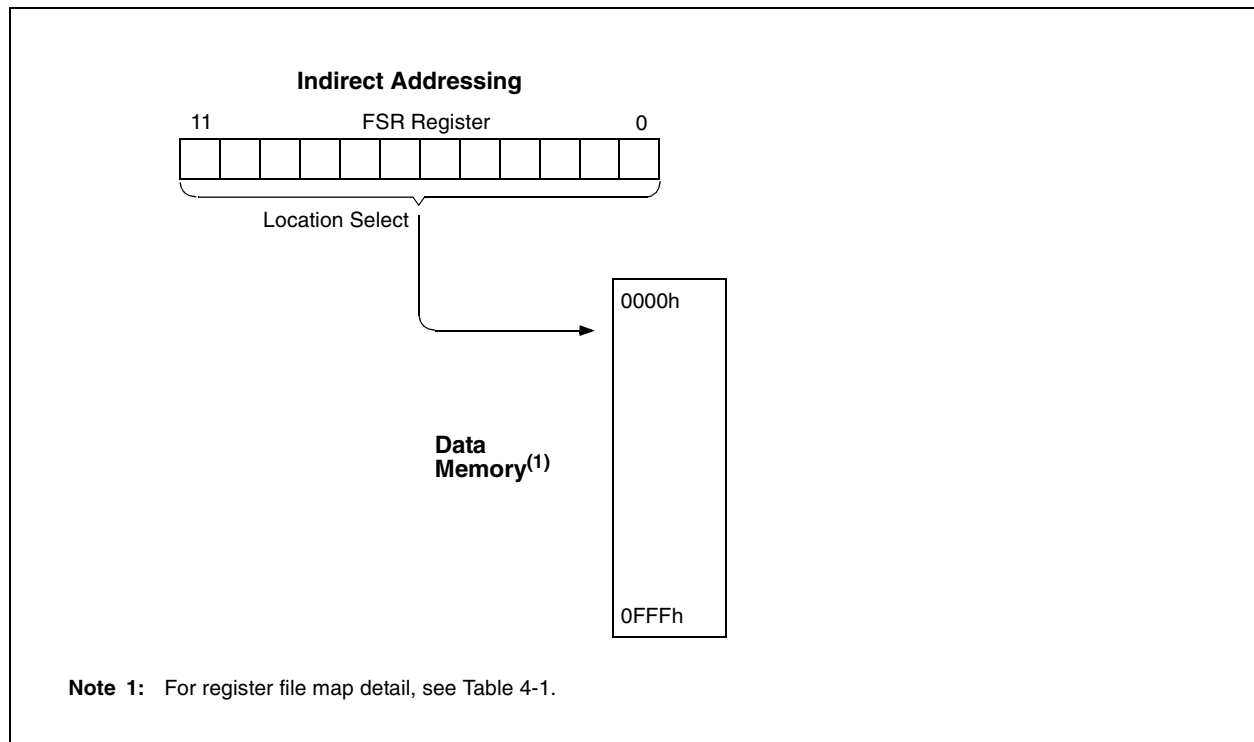 Indirect Addressing
11 FSR Register 0
Location Select
0000h
Data
Memory(1)
0FFFh
Note 1: For register file map detail, see Table 4-1.